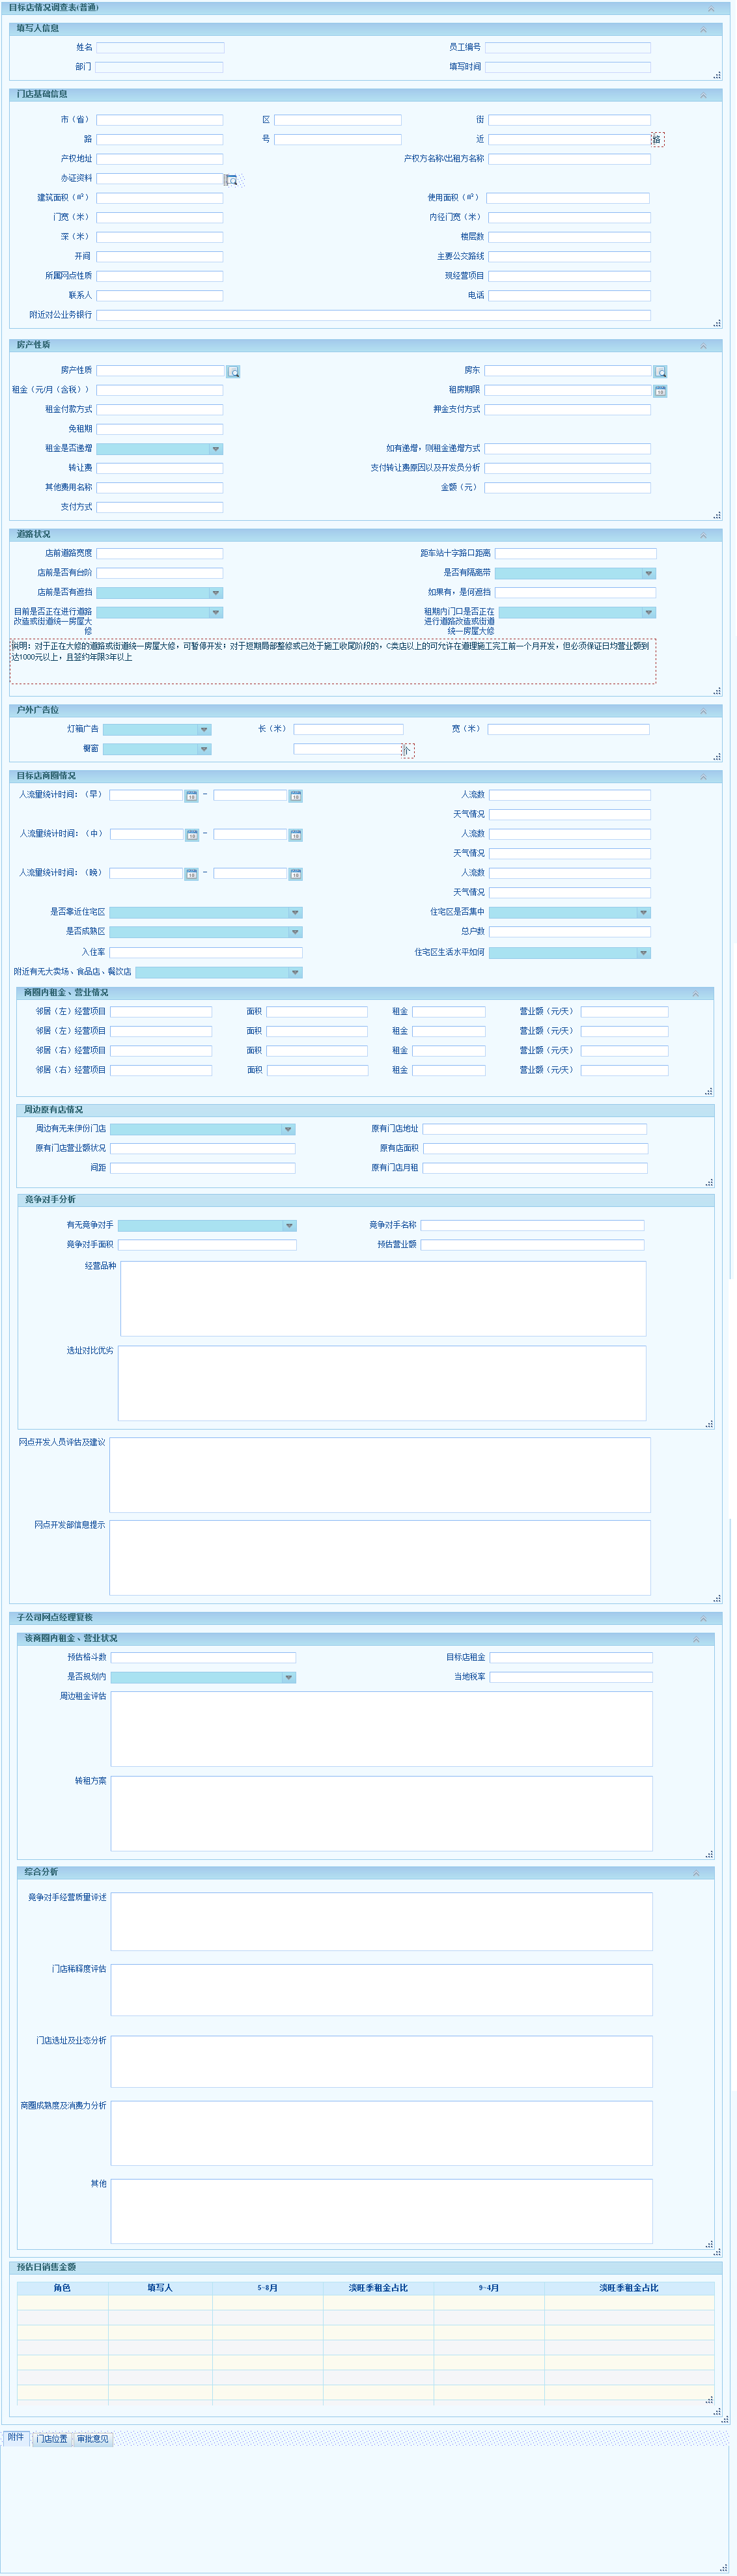 目标店情况调查表(普通)
填写人信息
姓名 员工编号
部门 填写时间
门店基础信息
市（省） 区 街
路 号 近 路
产权地址 产权方名称/出租方名称
办证资料
建筑面积（㎡） 使用面积（㎡）
门宽（米） 内径门宽（米）
深（米） 楼层数
开间 主要公交路线
所属网点性质 现经营项目
联系人 电话
附近对公业务银行
房产性质
房产性质 房东
租金（元/月（含税）） 租房期限
租金付款方式 押金支付方式
免租期
租金是否递增 如有递增，则租金递增方式
转让费 支付转让费原因以及开发员分析
其他费用名称 金额（元）
支付方式
道路状况
店前道路宽度 距车站十字路口距离
店前是否有台阶 是否有隔离带
店前是否有遮挡 如果有，是何遮挡
目前是否正在进行道路 租期内门口是否正在
改造或街道统一房屋大 进行道路改造或街道
修 统一房屋大修
说明：对于正在大修的道路或街道统一房屋大修，可暂停开发；对于短期局部整修或已处于施工收尾阶段的，C类店以上的可允许在道理施工完工前一个月开发，但必须保证日均营业额到
达1000元以上，且签约年限3年以上
户外广告位
灯箱广告 长（米） 宽（米）
橱窗 个
目标店商圈情况
人流量统计时间：（早） - 人流数
天气情况
人流量统计时间：（中） - 人流数
天气情况
人流量统计时间：（晚） - 人流数
天气情况
是否靠近住宅区 住宅区是否集中
是否成熟区 总户数
入住率 住宅区生活水平如何
附近有无大卖场、食品店、餐饮店
商圈内租金、营业情况
邻居（左）经营项目 面积 租金 营业额（元/天）
邻居（左）经营项目 面积 租金 营业额（元/天）
邻居（右）经营项目 面积 租金 营业额（元/天）
邻居（右）经营项目 面积 租金 营业额（元/天）
周边原有店情况
周边有无来伊份门店 原有门店地址
原有门店营业额状况 原有店面积
间距 原有门店月租
竞争对手分析
有无竞争对手 竞争对手名称
竞争对手面积 预估营业额
经营品种
选址对比优劣
网点开发人员评估及建议
网点开发部信息提示
子公司网点经理复核
该商圈内租金、营业状况
预估格斗数 目标店租金
是否规划内 当地税率
周边租金评估
转租方案
综合分析
竞争对手经营质量评述
门店稀释度评估
门店选址及业态分析
商圈成熟度及消费力分析
其他
预估日销售金额
角色 填写人 5-8月 淡旺季租金占比 9-4月 淡旺季租金占比
附件 门店位置 审批意见